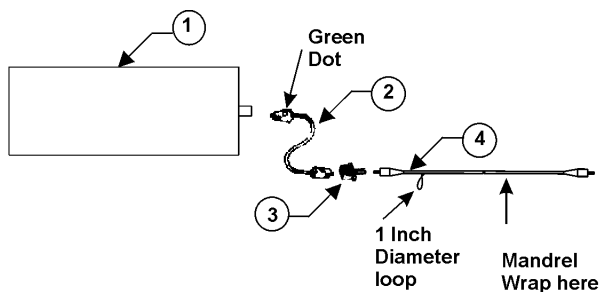 1
Green
Dot
2
4
3
1 Inch
Diameter
loop
Mandrel
Wrap here